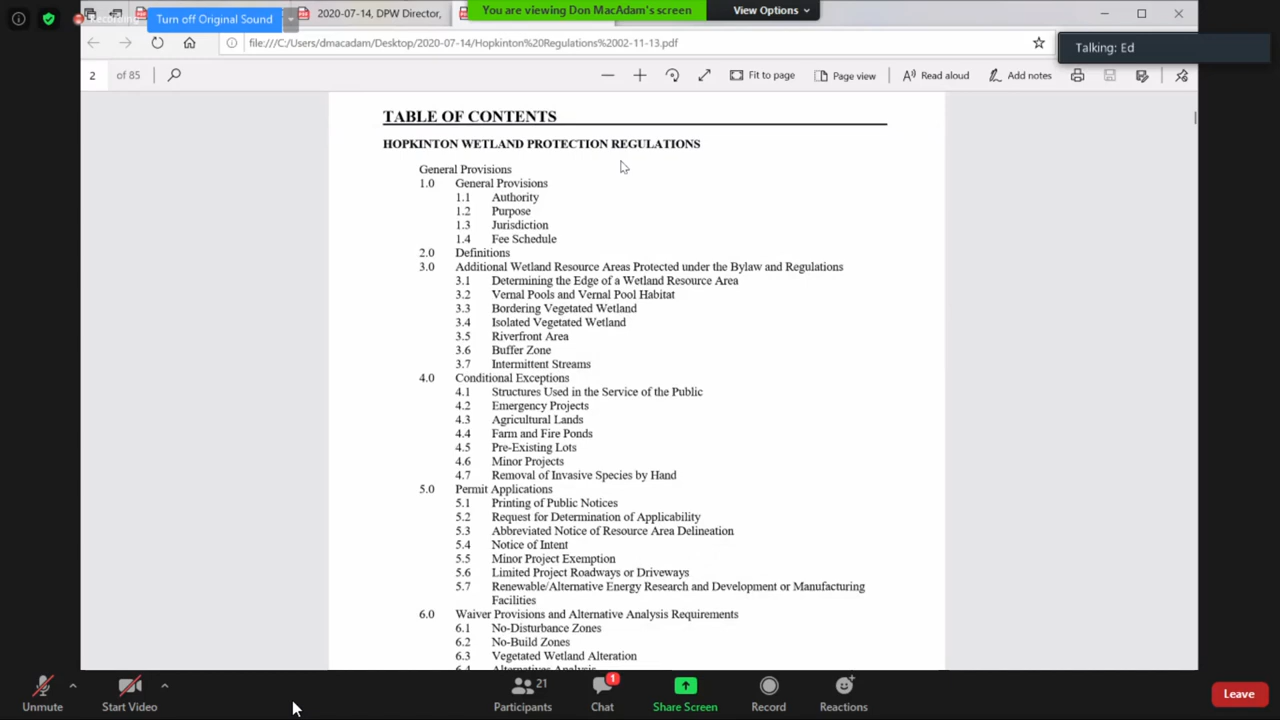 Recording
Turn off Original Sound
2020-07-14, DPW Director,
You are viewing Don MacAdam's screen
View Options
file:///C:/Users/dmacadam/Desktop/2020-07-14/Hopkinton%20Regulations%2002-11-13.pdf
Talking: Ed
2 of 85
Fit to page
Page view
Read aloud
Add notes
TABLE OF CONTENTS
HOPKINTON WETLAND PROTECTION REGULATIONS
General Provisions
1.0 General Provisions
1.1 Authority
1.2 Purpose
1.3 Jurisdiction
1.4 Fee Schedule
2.0 Definitions
3.0 Additional Wetland Resource Areas Protected under the Bylaw and Regulations
3.1 Determining the Edge of a Wetland Resource Area
3.2 Vernal Pools and Vernal Pool Habitat
3.3 Bordering Vegetated Wetland
3.4 Isolated Vegetated Wetland
3.5 Riverfront Area
3.6 Buffer Zone
3.7 Intermittent Streams
4.0 Conditional Exceptions
4.1 Structures Used in the Service of the Public
4.2 Emergency Projects
4.3 Agricultural Lands
4.4 Farm and Fire Ponds
4.5 Pre-Existing Lots
4.6 Minor Projects
4.7 Removal of Invasive Species by Hand
5.0 Permit Applications
5.1 Printing of Public Notices
5.2 Request for Determination of Applicability
5.3 Abbreviated Notice of Resource Area Delineation
5.4 Notice of Intent
5.5 Minor Project Exemption
5.6 Limited Project Roadways or Driveways
5.7 Renewable/Alternative Energy Research and Development or Manufacturing
Facilities
6.0 Waiver Provisions and Alternative Analysis Requirements
6.1 No-Disturbance Zones
6.2 No-Build Zones
6.3 Vegetated Wetland Alteration
6.4 Alternatives Analysis
Unmute
Start Video
21
Participants
1
Chat
Share Screen
Record
Reactions
Leave